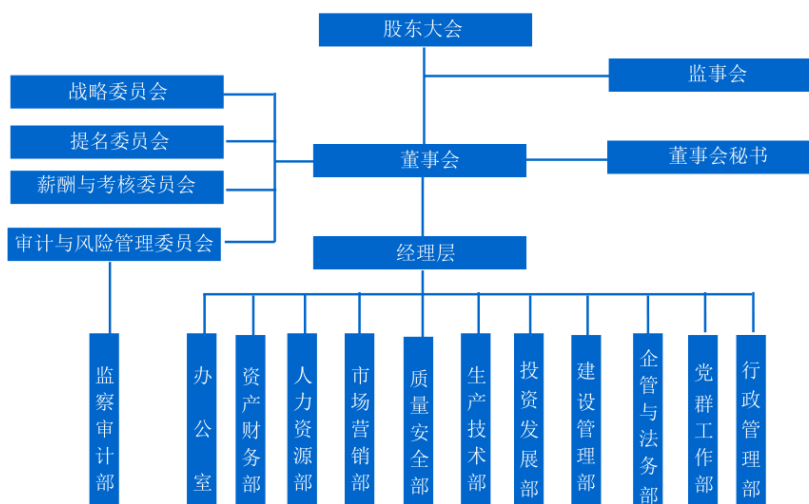 股东大会
监事会
战略委员会
提名委员会
董事会
董事会秘书
薪酬与考核委员会
审计与风险管理委员会
经理层
监察审计部
办公室
资产财务部
人力资源部
市场营销部
质量安全部
生产技术部
投资发展部
建设管理部
企管与法务部
党群工作部
行政管理部